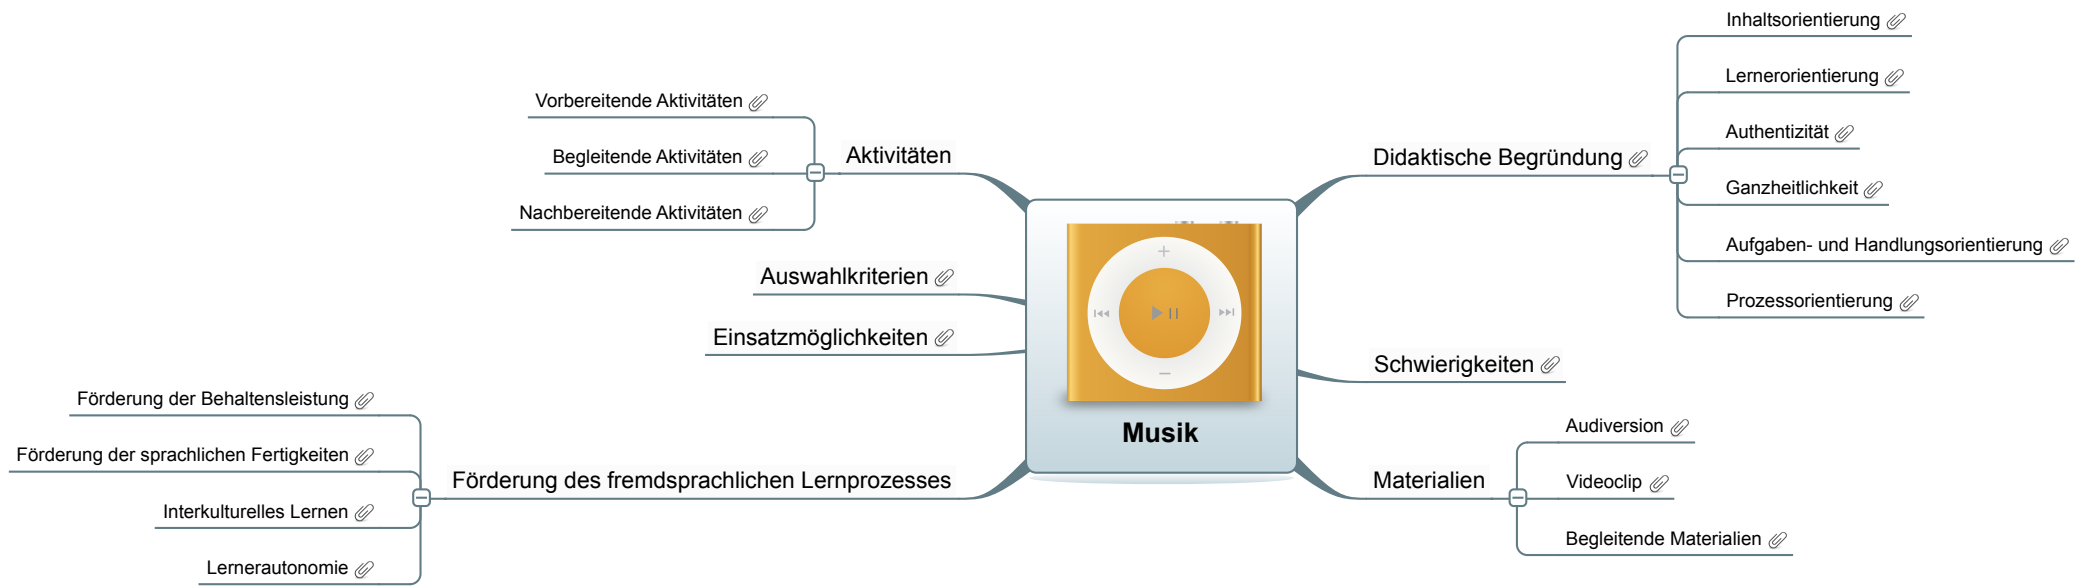 Musik
Didaktische Begründung
Inhaltsorientierung
Lernerorientierung
Authentizität
Ganzheitlichkeit
Aufgaben- und Handlungsorientierung
Prozessorientierung
Schwierigkeiten
Materialien
Audiversion
Videoclip
Begleitende Materialien
Aktivitäten
Vorbereitende Aktivitäten
Begleitende Aktivitäten
Nachbereitende Aktivitäten
Auswahlkriterien
Einsatzmöglichkeiten
Förderung des fremdsprachlichen Lernprozesses
Förderung der Behaltensleistung
Förderung der sprachlichen Fertigkeiten
Interkulturelles Lernen
Lernerautonomie